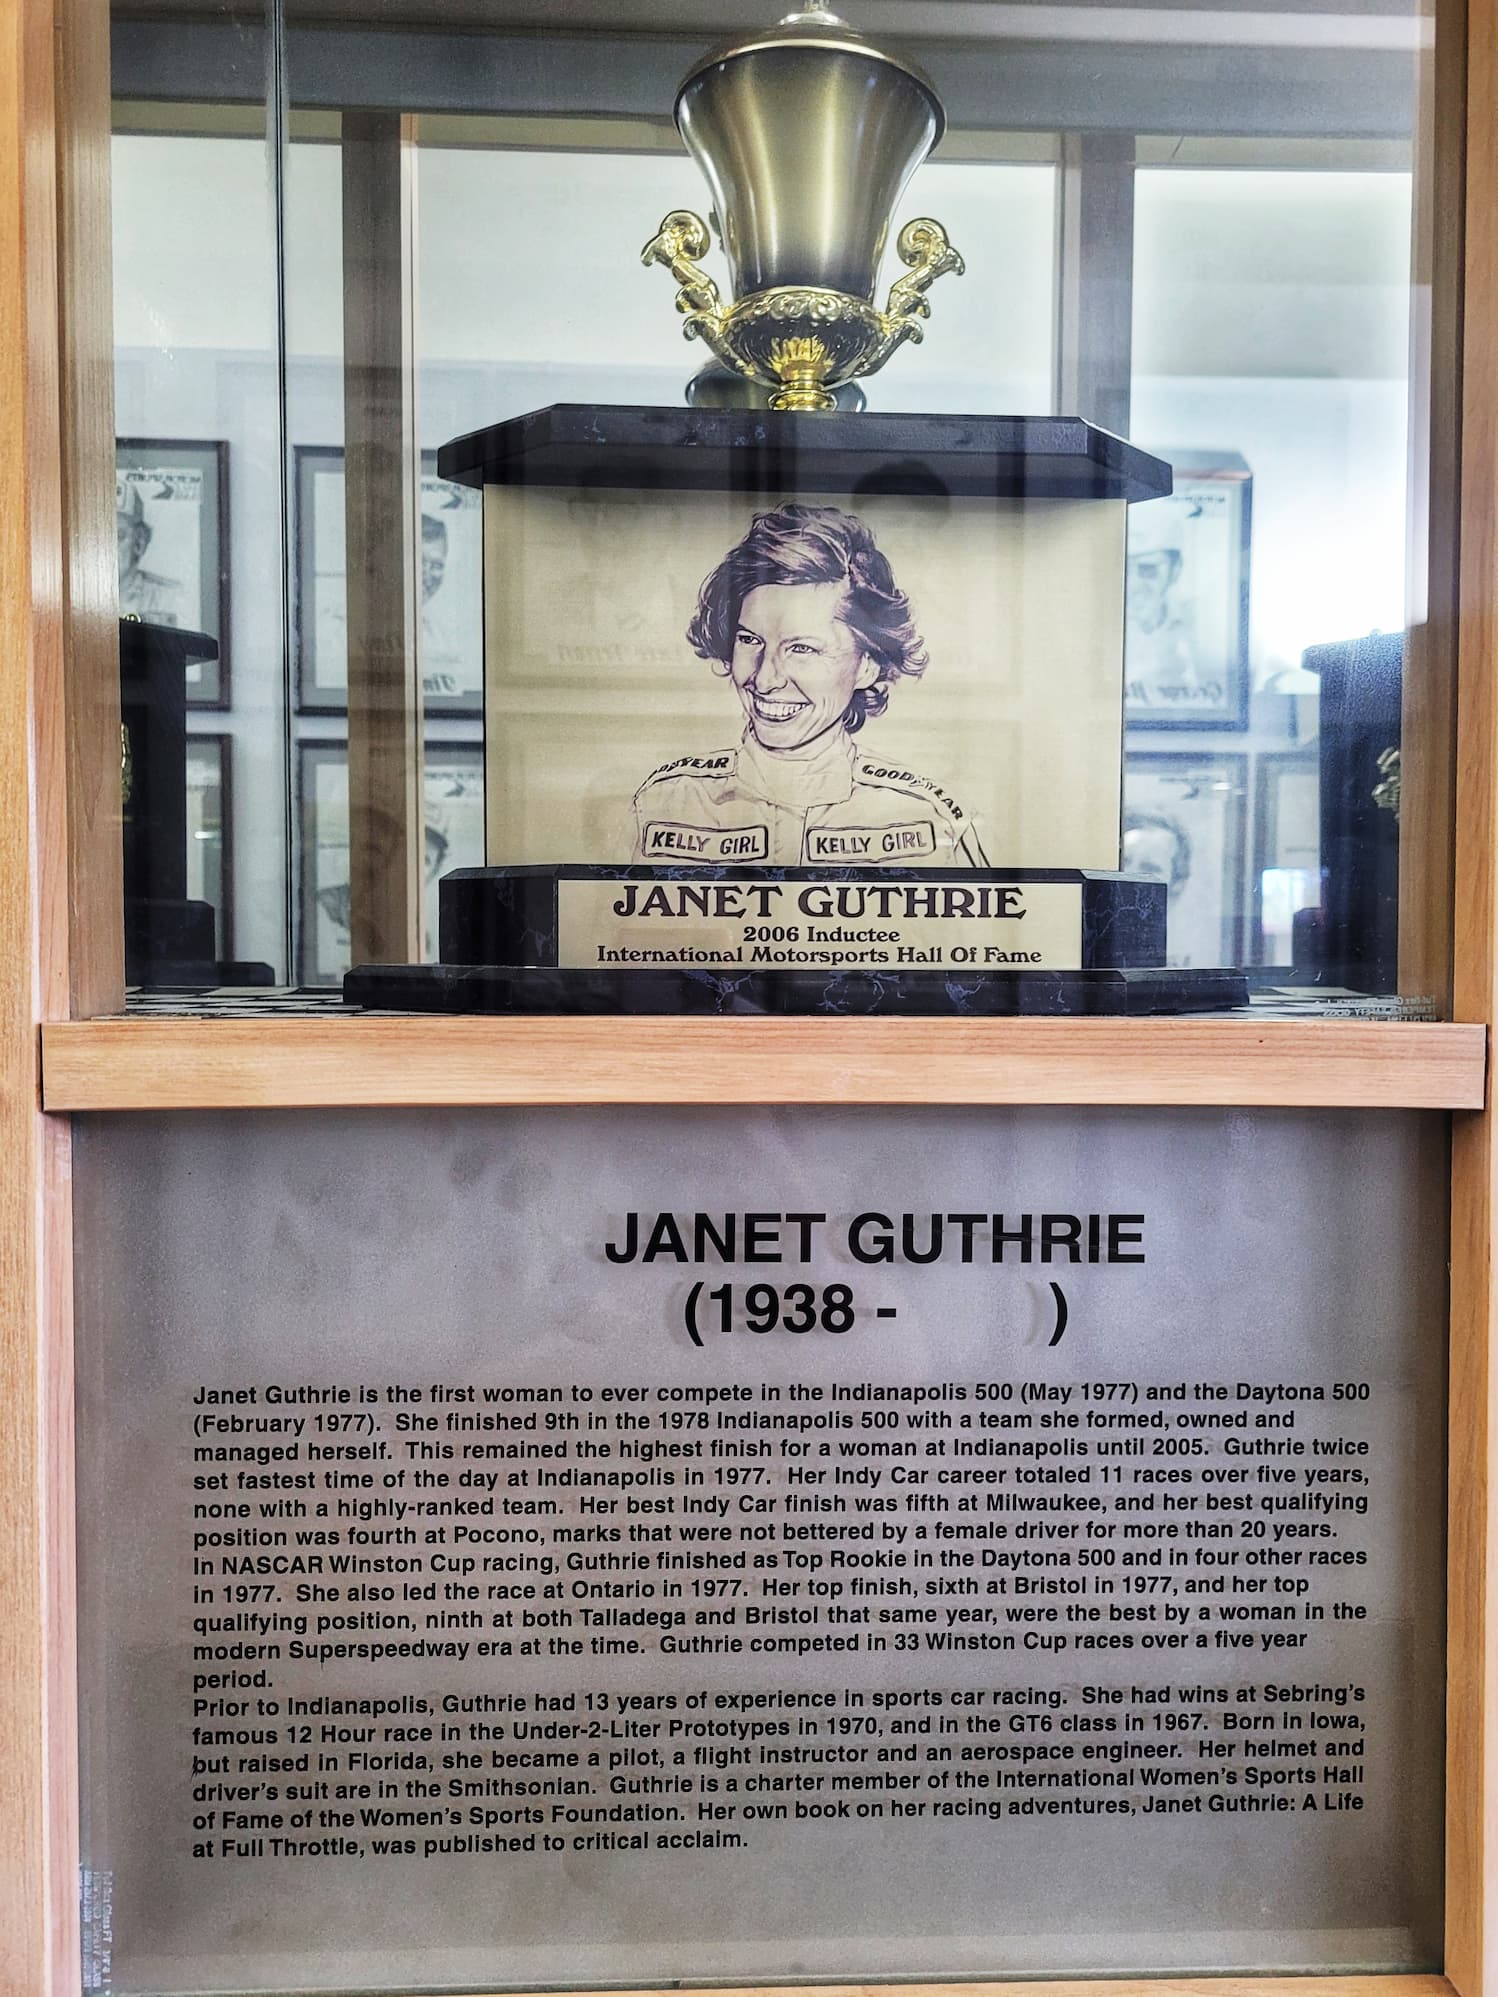 GOODYEAR
KELLY GIRL KELLY GIRL
JANET GUTHRIE
2006 Inductee
International Motorsports Hall Of Fame
JANET GUTHRIE
(1938 - )
Janet Guthrie is the first woman to ever compete in the Indianapolis 500 (May 1977) and the Daytona 500
(February 1977). She finished 9th in the 1978 Indianapolis 500 with a team she formed, owned and
managed herself. This remained the highest finish for a woman at Indianapolis until 2005. Guthrie twice
set fastest time of the day at Indianapolis in 1977. Her Indy Car career totaled 11 races over five years,
none with a highly-ranked team. Her best Indy Car finish was fifth at Milwaukee, and her best qualifying
position was fourth at Pocono, marks that were not bettered by a female driver for more than 20 years.
In NASCAR Winston Cup racing, Guthrie finished as Top Rookie in the Daytona 500 and in four other races
in 1977. She also led the race at Ontario in 1977. Her top finish, sixth at Bristol in 1977, and her top
qualifying position, ninth at both Talladega and Bristol that same year, were the best by a woman in the
modern Superspeedway era at the time. Guthrie competed in 33 Winston Cup races over a five year
period.
Prior to Indianapolis, Guthrie had 13 years of experience in sports car racing. She had wins at Sebring's
famous 12 Hour race in the Under-2-Liter Prototypes in 1970, and in the GT6 class in 1967. Born in Iowa,
but raised in Florida, she became a pilot, a flight instructor and an aerospace engineer. Her helmet and
driver's suit are in the Smithsonian. Guthrie is a charter member of the International Women's Sports Hall
of Fame of the Women's Sports Foundation. Her own book on her racing adventures, Janet Guthrie: A Life
at Full Throttle, was published to critical acclaim.